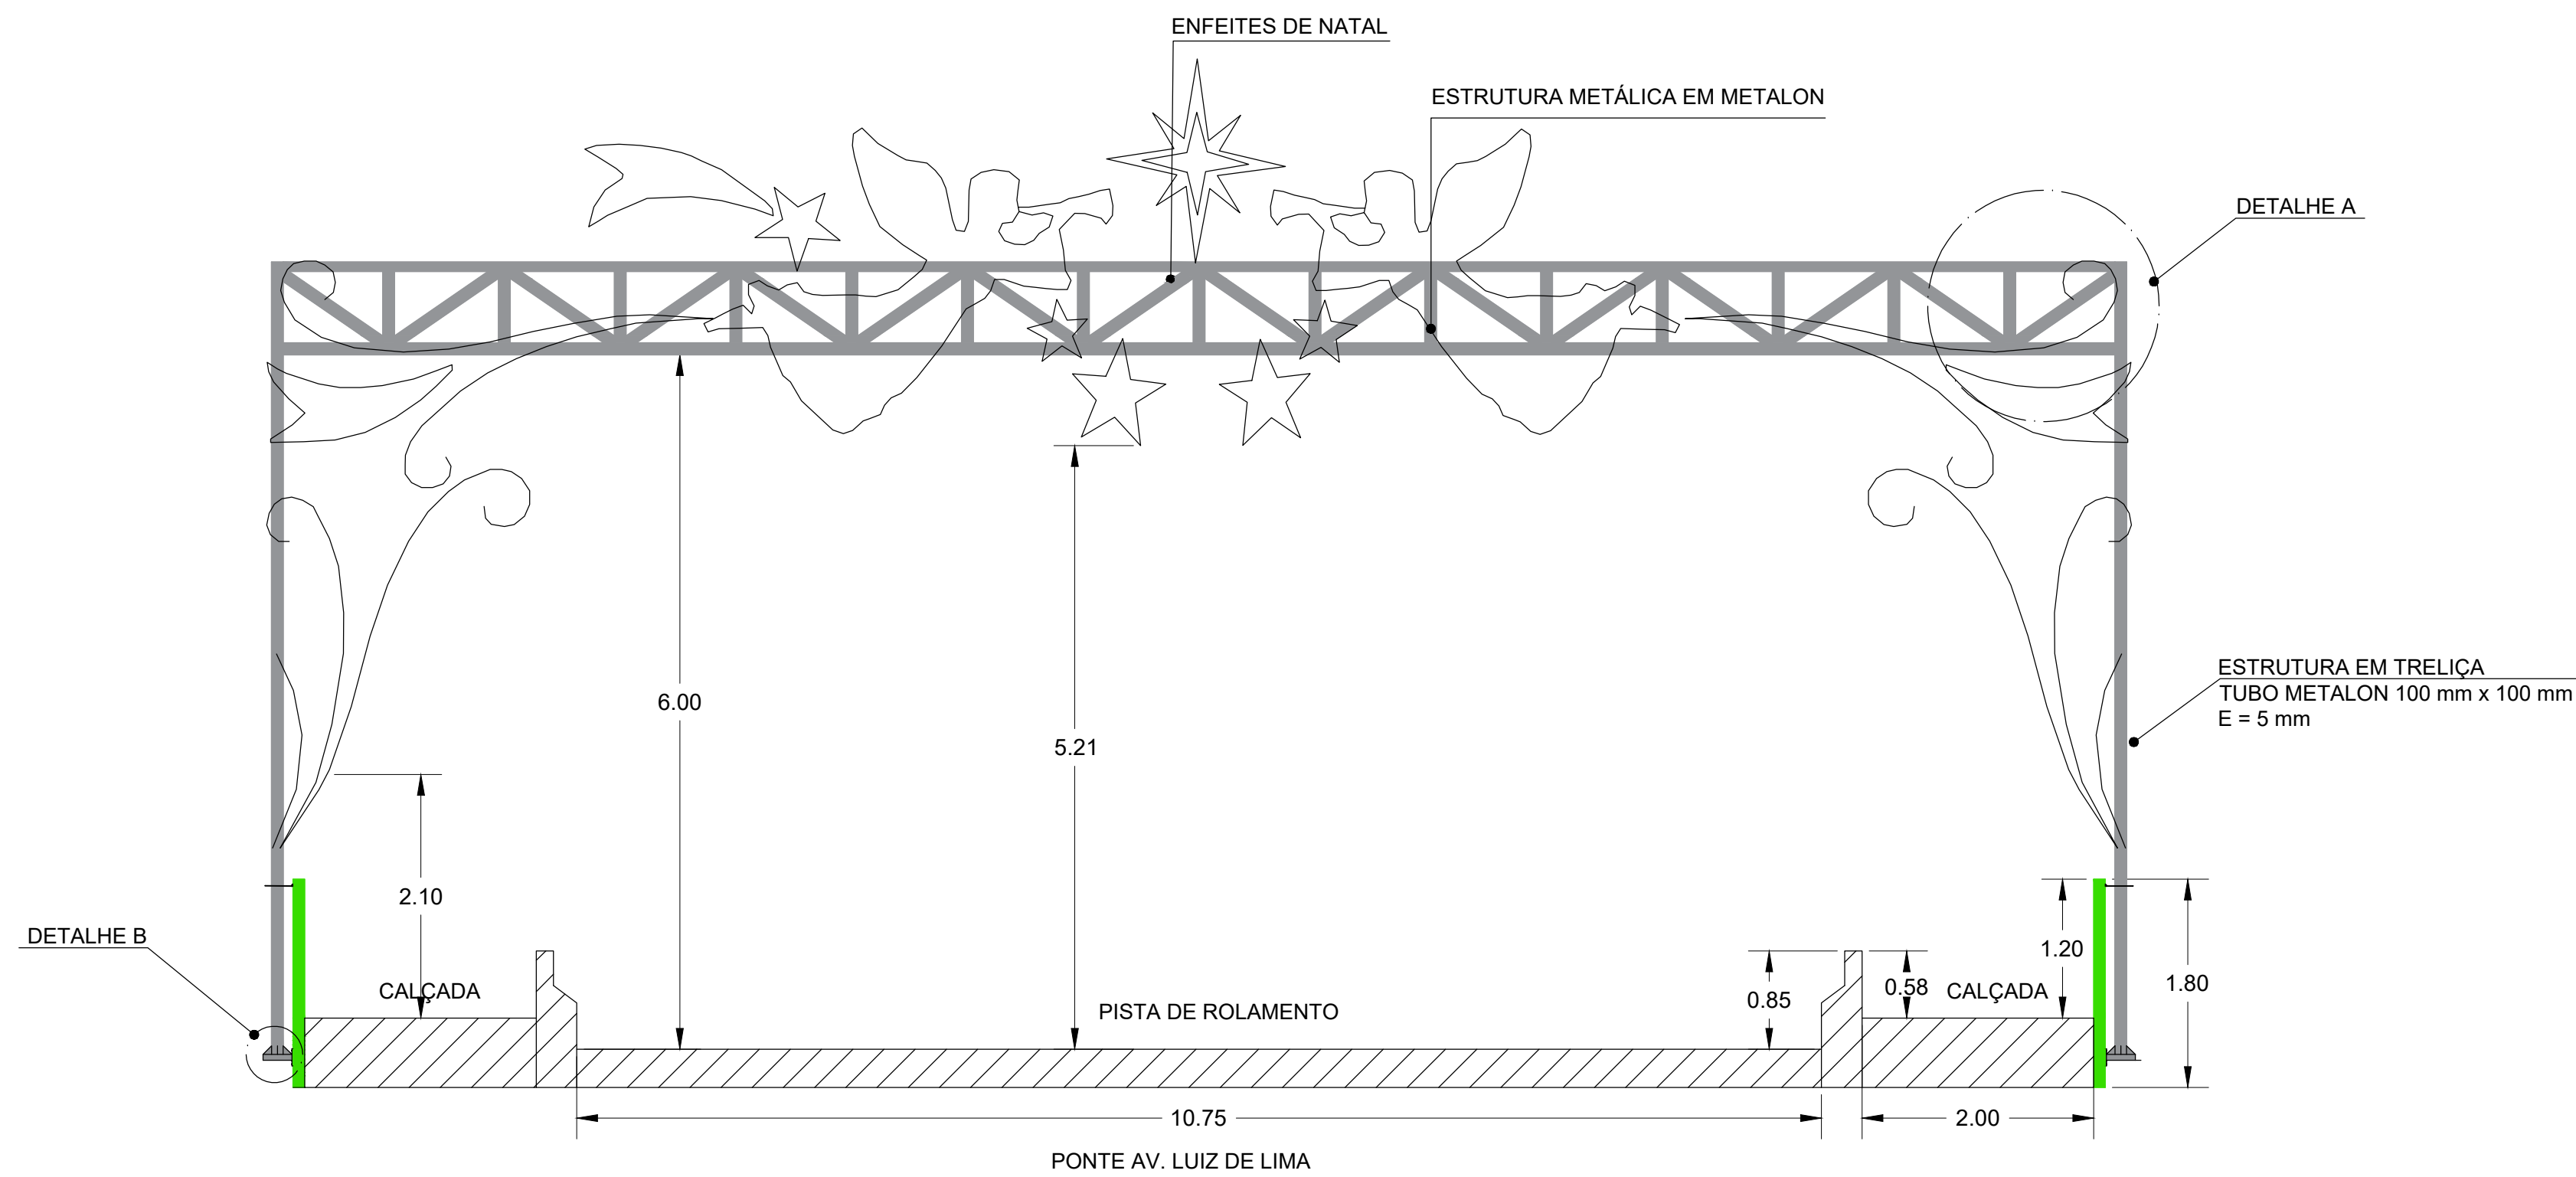 ENFEITES DE NATAL
ESTRUTURA METÁLICA EM METALON
DETALHE A
ESTRUTURA EM TRELIÇA
TUBO METALON 100 mm x 100 mm
E = 5 mm
6.00
5.21
2.10
DETALHE B
CALÇADA
PISTA DE ROLAMENTO
0.85
0.58
CALÇADA
1.20
1.80
10.75
2.00
PONTE AV. LUIZ DE LIMA